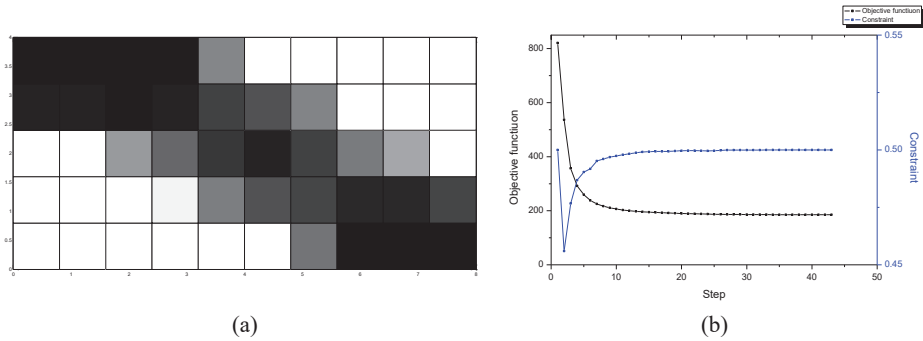 Objective functiuon
Constraint
4
3.5
3
2.5
2
1.5
1
0.5
0
0 1 2 3 4 5 6 7 8
(a)
800
600
400
200
0
Objective functiuon
0.55
0.50
0.45
Constraint
0 10 20 30 40 50
Step
(b)